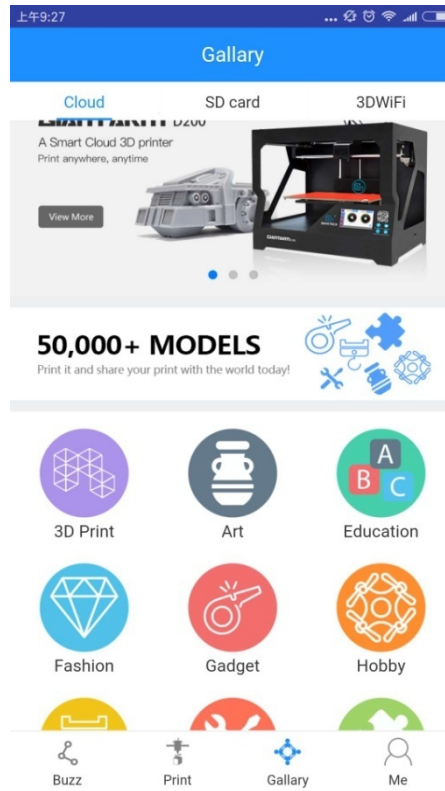 上午9:27
...
Gallary
Cloud
SD card
3DWiFi
D200
A Smart Cloud 3D printer
Print anywhere, anytime
View More
50,000+ MODELS
Print it and share your print with the world today!
A
B
C
3D Print
Art
Education
Fashion
Gadget
Hobby
Buzz
Print
Gallary
Me